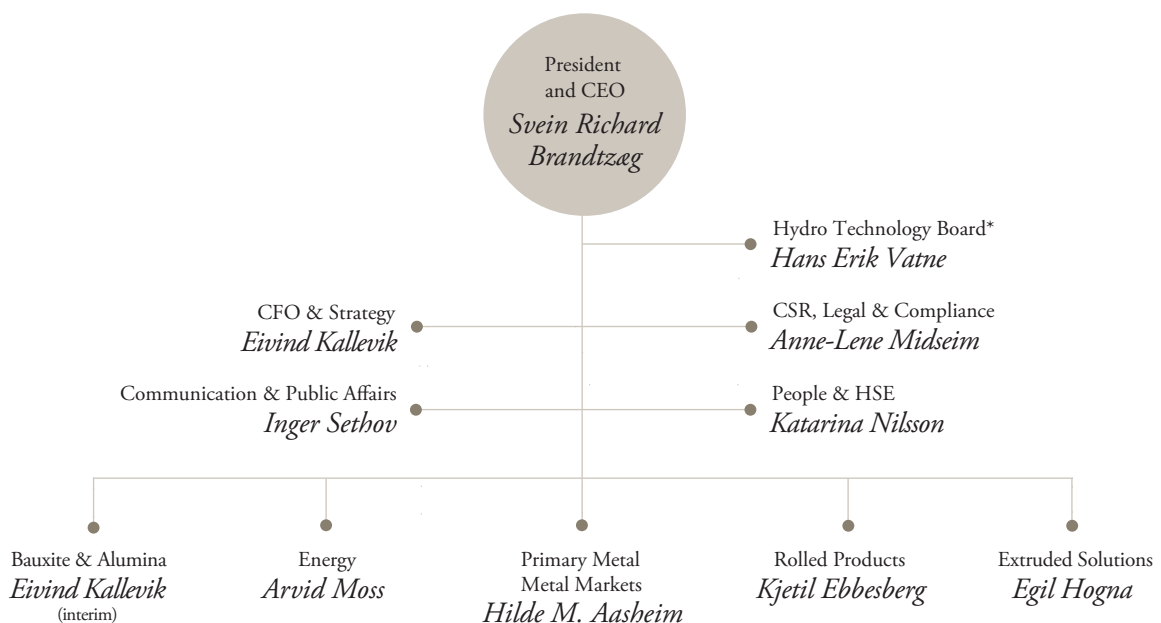 President
and CEO
Svein Richard
Brandtzæg
Hydro Technology Board*
Hans Erik Vatne
CFO & Strategy
Eivind Kallevik
CSR, Legal & Compliance
Anne-Lene Midseim
Communication & Public Affairs
Inger Sethov
People & HSE
Katarina Nilsson
Bauxite & Alumina
Eivind Kallevik
(interim)
Energy
Arvid Moss
Primary Metal
Metal Markets
Hilde M. Aasheim
Rolled Products
Kjetil Ebbesberg
Extruded Solutions
Egil Hogna